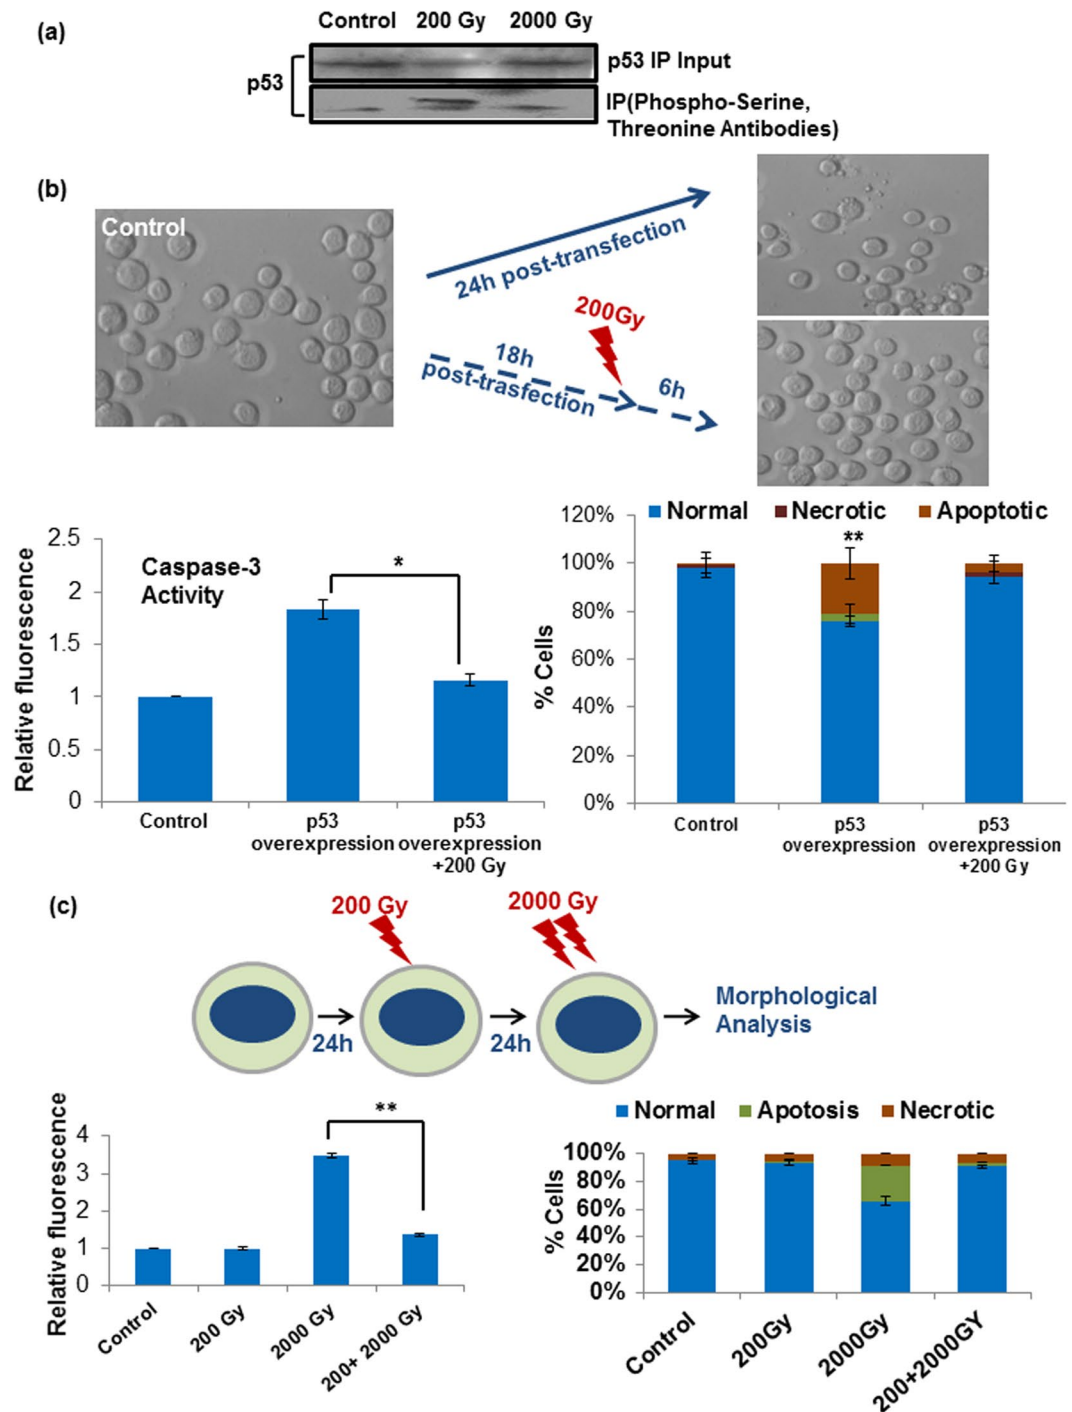 (a)
Control 200 Gy 2000 Gy
p53
p53 IP Input
IP(Phospho-Serine,
Threonine Antibodies)
(b)
Control
24h post-transfection
200Gy
18h
post-trasfection
6h
2.5
2
1.5
1
0.5
0
Relative fluorescence
Caspase-3
Activity
*
Control
p53
overexpression
p53
overexpression
+200 Gy
Normal Necrotic Apoptotic
120%
100%
80%
60%
40%
20%
0%
% Cells
**
Control
p53
overexpression
p53
overexpression
+200 Gy
(c)
200 Gy
2000 Gy
24h
24h
Morphological
Analysis
4
3
2
1
0
Relative fluorescence
**
Control
200 Gy
2000 Gy
200+ 2000 Gy
Normal Apotosis Necrotic
100%
80%
60%
40%
20%
0%
% Cells
Control
200Gy
2000Gy
200+2000GY